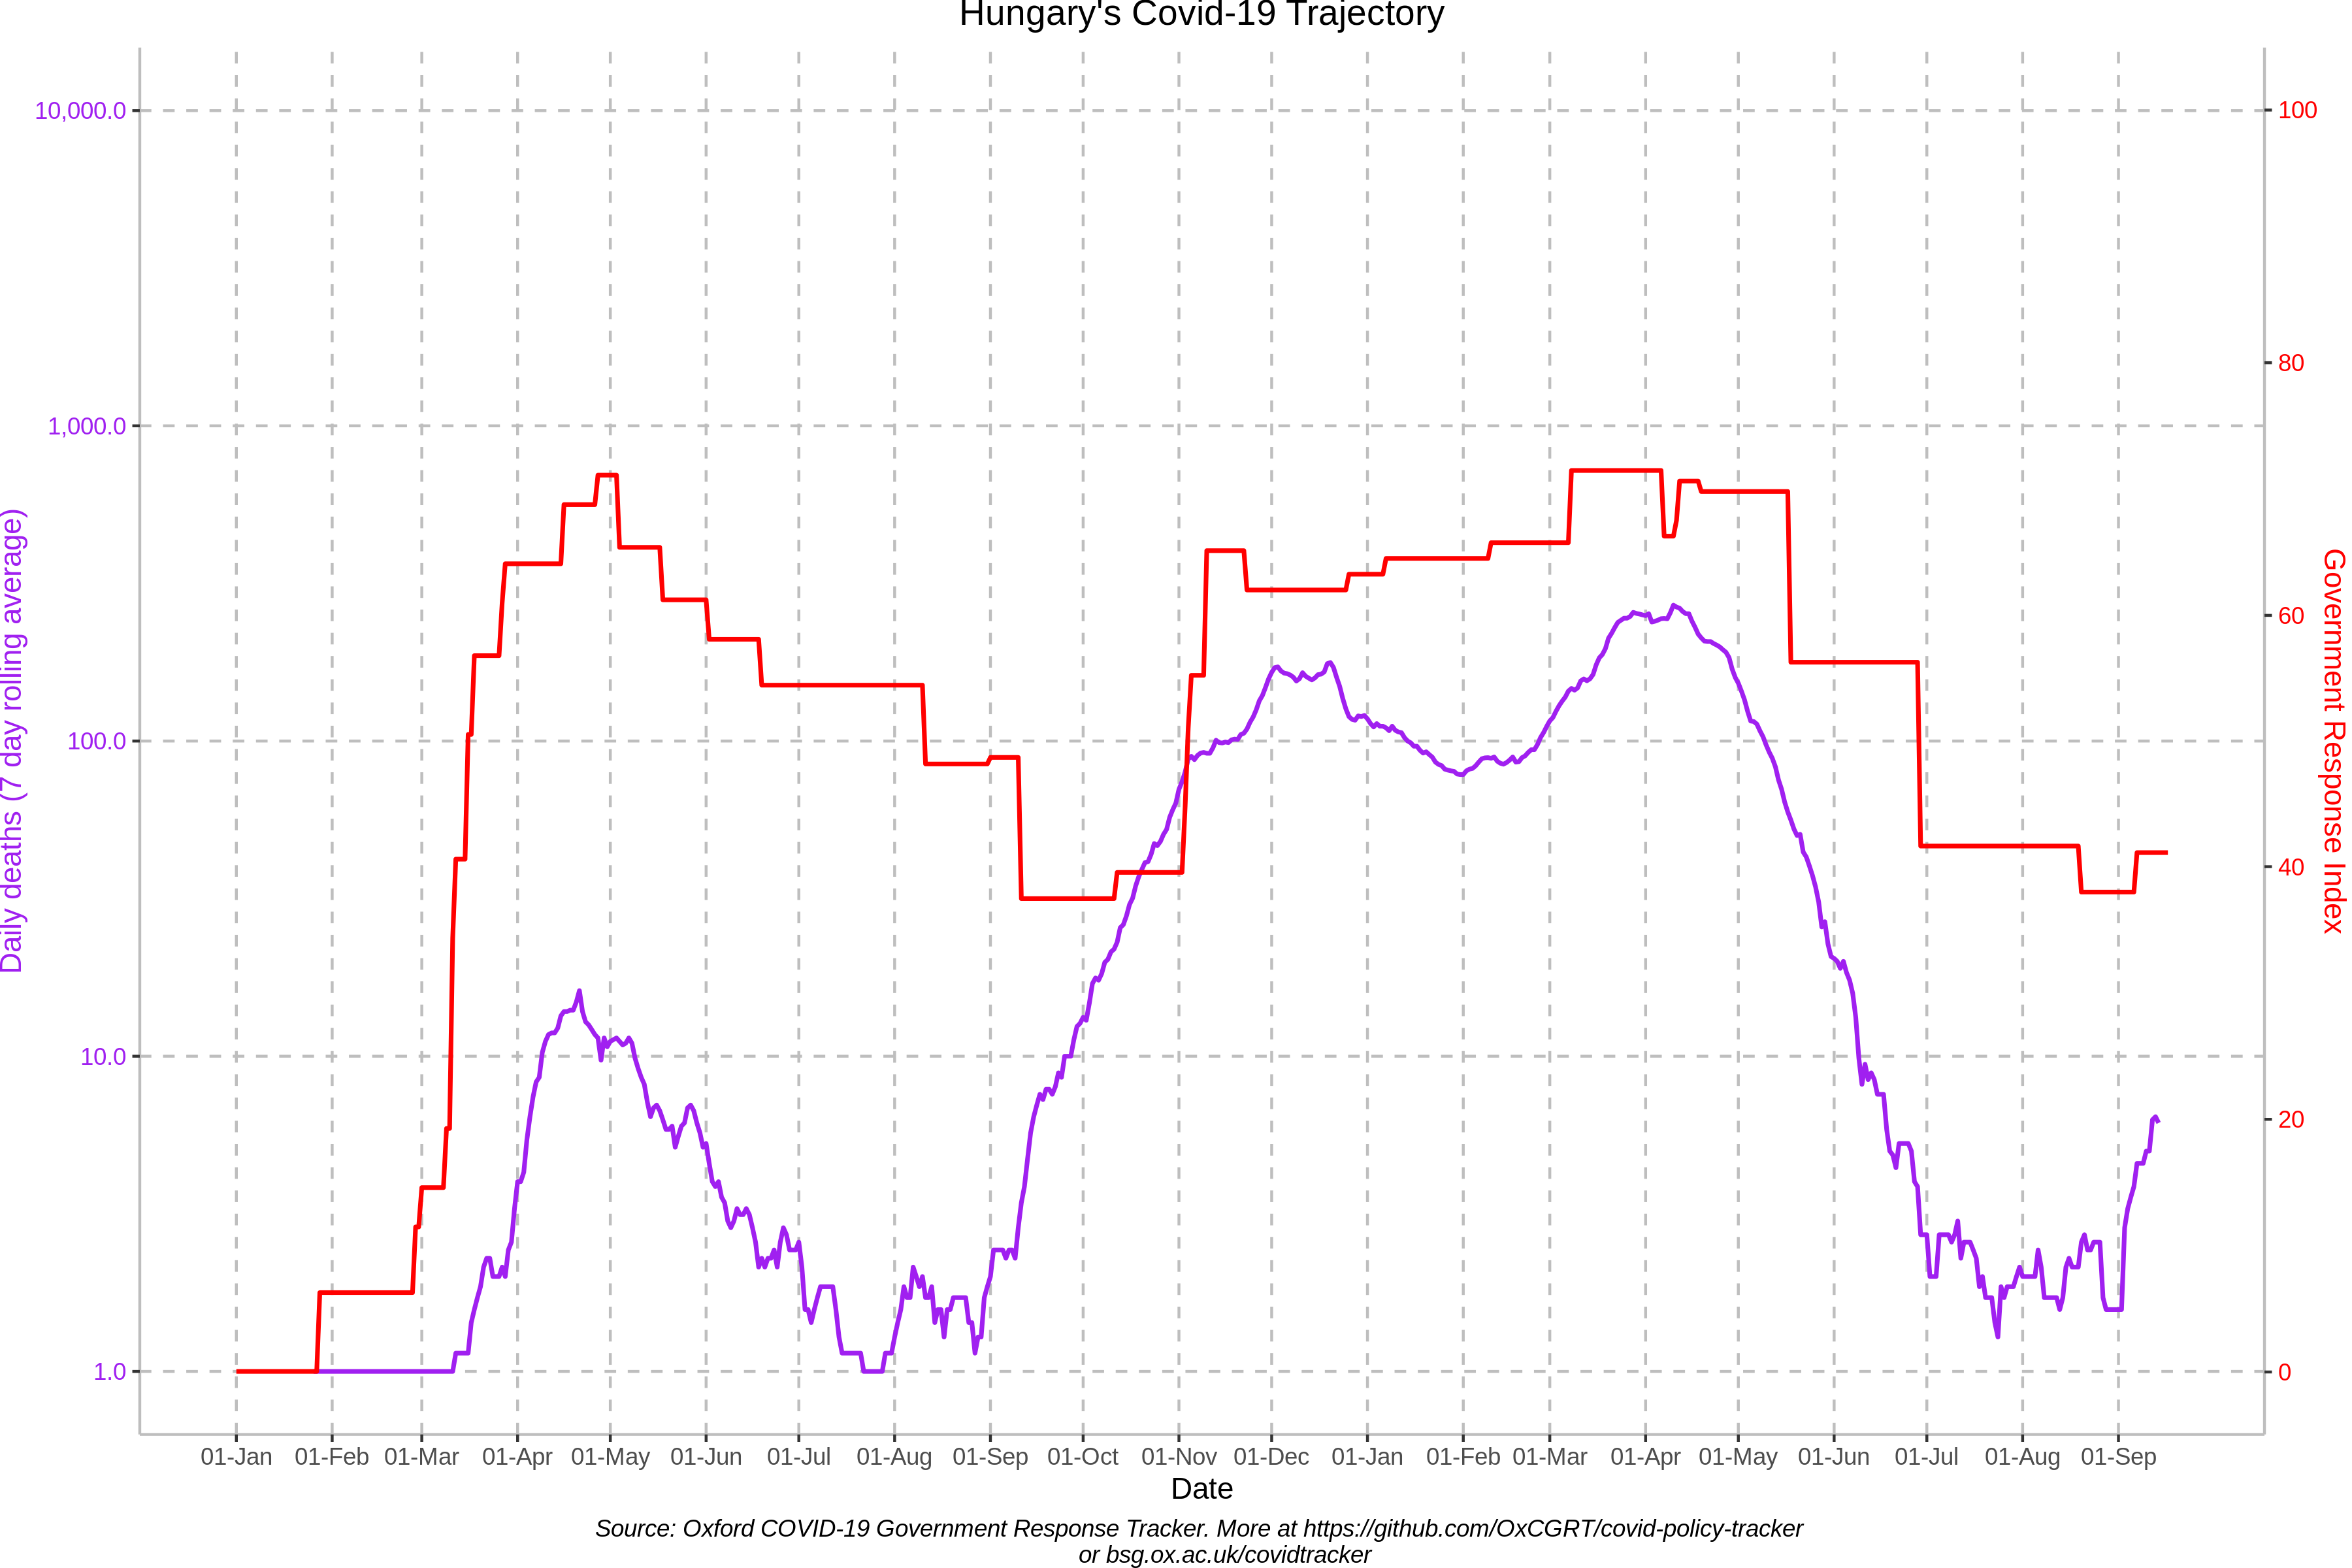 Hungary's Covid-19 Trajectory
10,000.0
1,000.0
100.0
10.0
1.0
Daily deaths (7 day rolling average)
100
80
60
40
20
0
Government Response Index
01-Jan 01-Feb 01-Mar 01-Apr 01-May 01-Jun 01-Jul 01-Aug 01-Sep 01-Oct 01-Nov 01-Dec 01-Jan 01-Feb 01-Mar 01-Apr 01-May 01-Jun 01-Jul 01-Aug 01-Sep
Date
Source: Oxford COVID-19 Government Response Tracker. More at https://github.com/OxCGRT/covid-policy-tracker
or bsg.ox.ac.uk/covidtracker